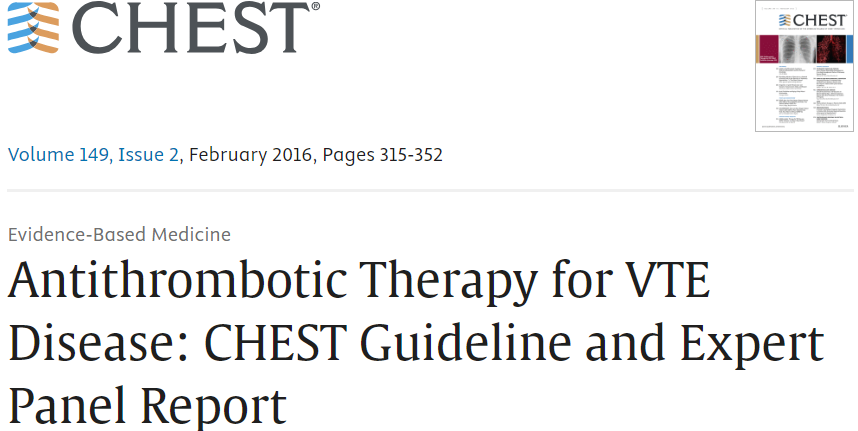 CHEST®
CHEST
Volume 149, Issue 2, February 2016, Pages 315-352
Evidence-Based Medicine
Antithrombotic Therapy for VTE
Disease: CHEST Guideline and Expert
Panel Report